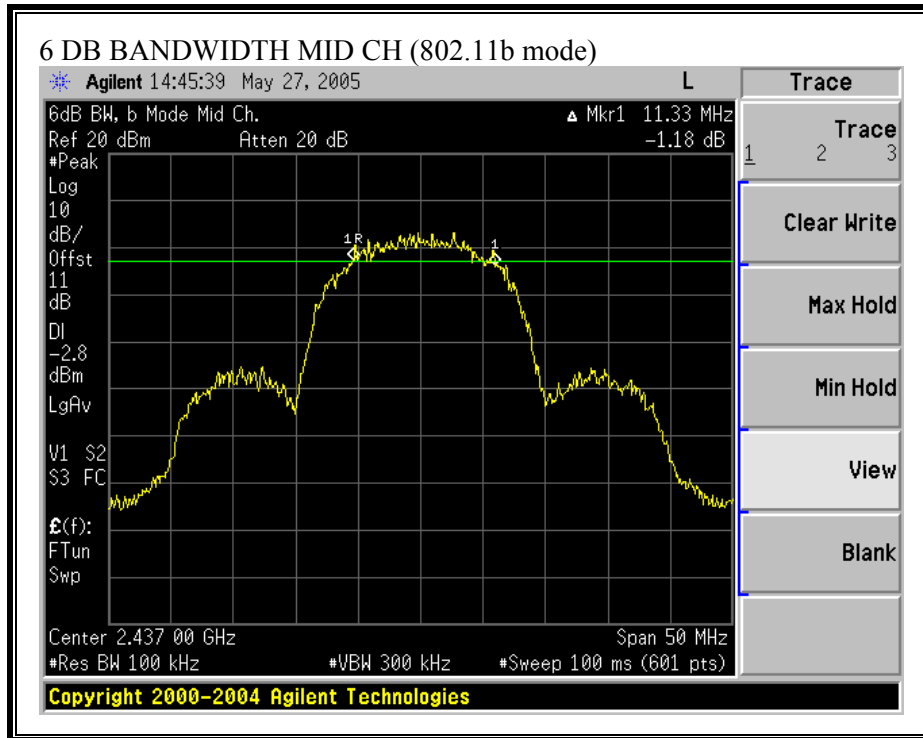 6 DB BANDWIDTH MID CH (802.11b mode)
Agilent 14:45:39 May 27, 2005 L Trace
6dB BW, b Mode Mid Ch. Δ Mkr1 11.33 MHz
Ref 20 dBm Atten 20 dB −1.18 dB
#Peak
Log
10
dB/
Offst
11
dB
DI
−2.8
dBm
LgAv
V1 S2
S3 FC
£(f):
FTun
Swp
1R
1
Center 2.437 00 GHz Span 50 MHz
#Res BW 100 kHz #VBW 300 kHz #Sweep 100 ms (601 pts)
Trace
1 2 3
Clear Write
Max Hold
Min Hold
View
Blank
Copyright 2000–2004 Agilent Technologies